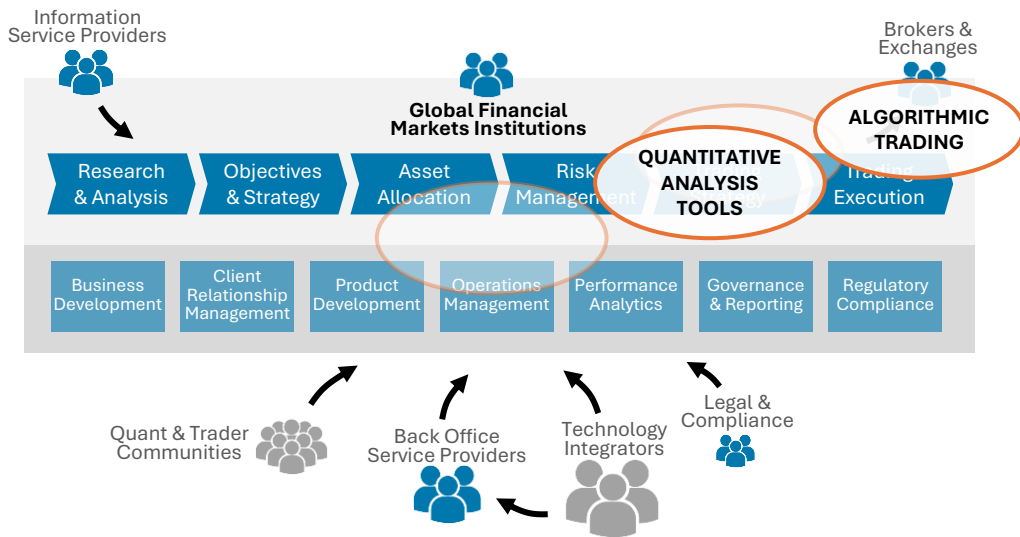 Information
Service Providers
Brokers &
Exchanges
Global Financial
Markets Institutions
ALGORITHMIC
TRADING
Research
& Analysis
Objectives
& Strategy
Asset
Allocation
Risk
Management
QUANTITATIVE
ANALYSIS
TOOLS
Trading
Execution
Business
Development
Client
Relationship
Management
Product
Development
Operations
Management
Performance
Analytics
Governance
& Reporting
Regulatory
Compliance
Quant & Trader
Communities
Back Office
Service Providers
Technology
Integrators
Legal &
Compliance